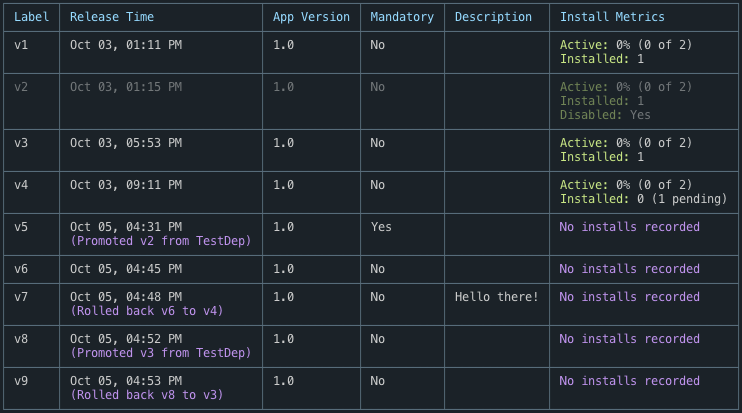 Label Release Time App Version Mandatory Description Install Metrics
v1 Oct 03, 01:11 PM 1.0 No Active: 0% (0 of 2)
Installed: 1
v2 Oct 03, 01:15 PM 1.0 No Active: 0% (0 of 2)
Installed: 1
Disabled: Yes
v3 Oct 03, 05:53 PM 1.0 No Active: 0% (0 of 2)
Installed: 1
v4 Oct 03, 09:11 PM 1.0 No Active: 0% (0 of 2)
Installed: 0 (1 pending)
v5 Oct 05, 04:31 PM 1.0 Yes No installs recorded
(Promoted v2 from TestDep)
v6 Oct 05, 04:45 PM 1.0 No No installs recorded
v7 Oct 05, 04:48 PM 1.0 No Hello there! No installs recorded
(Rolled back v6 to v4)
v8 Oct 05, 04:52 PM 1.0 No No installs recorded
(Promoted v3 from TestDep)
v9 Oct 05, 04:53 PM 1.0 No No installs recorded
(Rolled back v8 to v3)